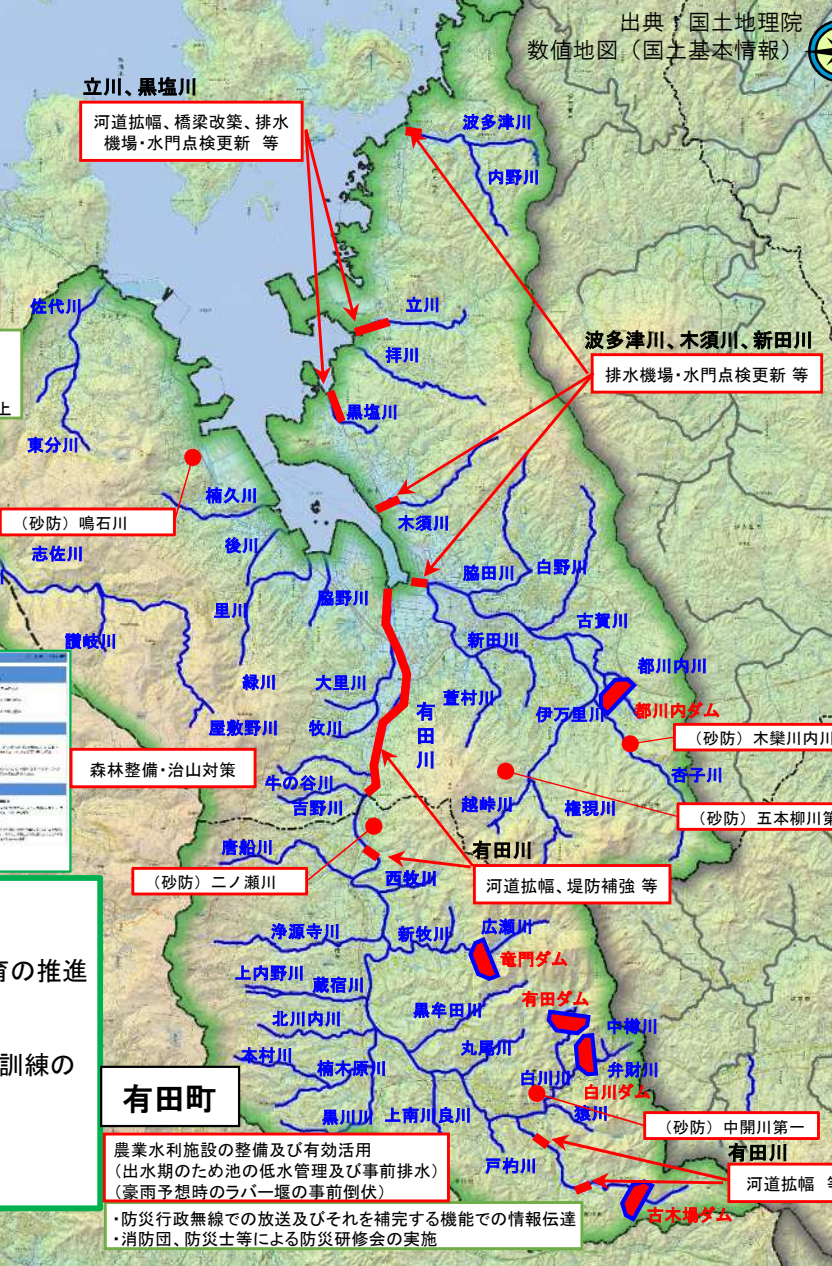 出典：国土地理院
数値地図（国土基本情報）
立川、黒塩川
河道拡幅、橋梁改築、排水
機場・水門点検更新 等
波多津川
内野川
佐代川
立川
拝川
波多津川、木須川、新田川
排水機場・水門点検更新 等
上
黒塩川
東分川
楠久川
（砂防）鳴石川
木須川
後川
志佐川
脇田川
白野川
里川
脇野川
古賀川
讃岐川
新田川
都川内川
緑川
大里川
萱村川
都川内ダム
有田川
伊万里川
屋敷野川
牧川
（砂防）木欒川内川
森林整備・治山対策
牛の谷川
杏子川
吉野川
越峠川
権現川
（砂防）五本柳川第
唐船川
有田川
（砂防）二ノ瀬川
西牧川
河道拡幅、堤防補強 等
浄源寺川
新牧川
広瀬川
竜門ダム
育の推進
上内野川
蔵宿川
有田ダム
黒牟田川
北川内川
中樽川
丸尾川
訓練の
本村川
楠木原川
弁財川
白川川
白川ダム
有田町
黒川川
上南川良川
猿川
（砂防）中開川第一
有田川
戸杓川
河道拡幅 等
農業水利施設の整備及び有効活用
（出水期のため池の低水管理及び事前排水）
（豪雨予想時のラバー堰の事前倒伏）
古木場ダム
・防災行政無線での放送及びそれを補完する機能での情報伝達
・消防団、防災士等による防災研修会の実施